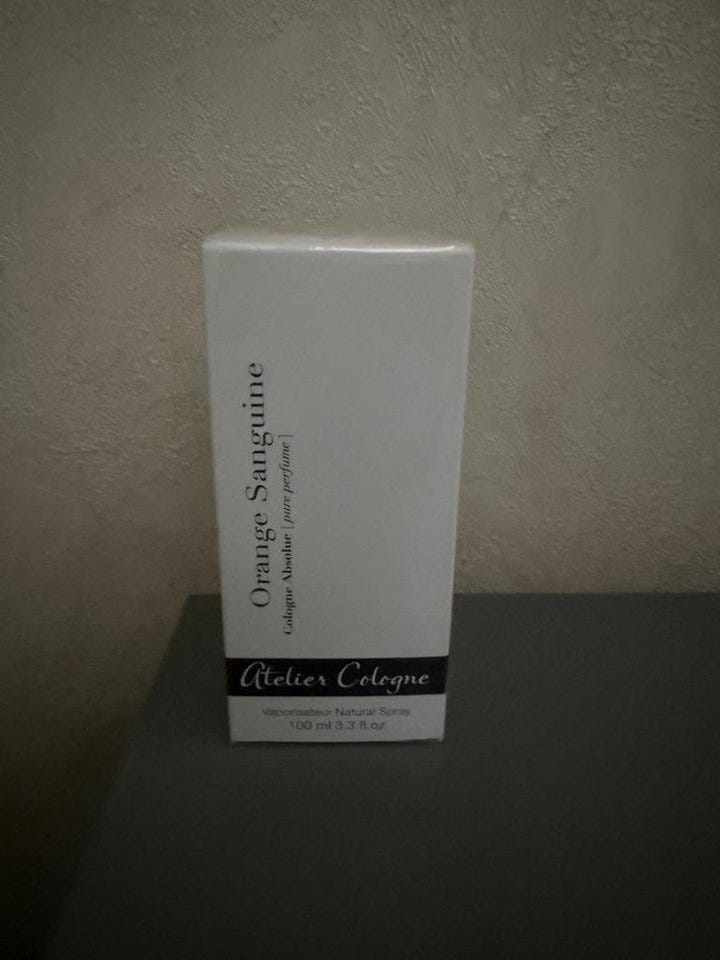 Orange Sanguine
Cologne Absolue [ pure perfume ]
Atelier Cologne
Vaporisateur Natural Spray
100 ml 3.3 fl.oz